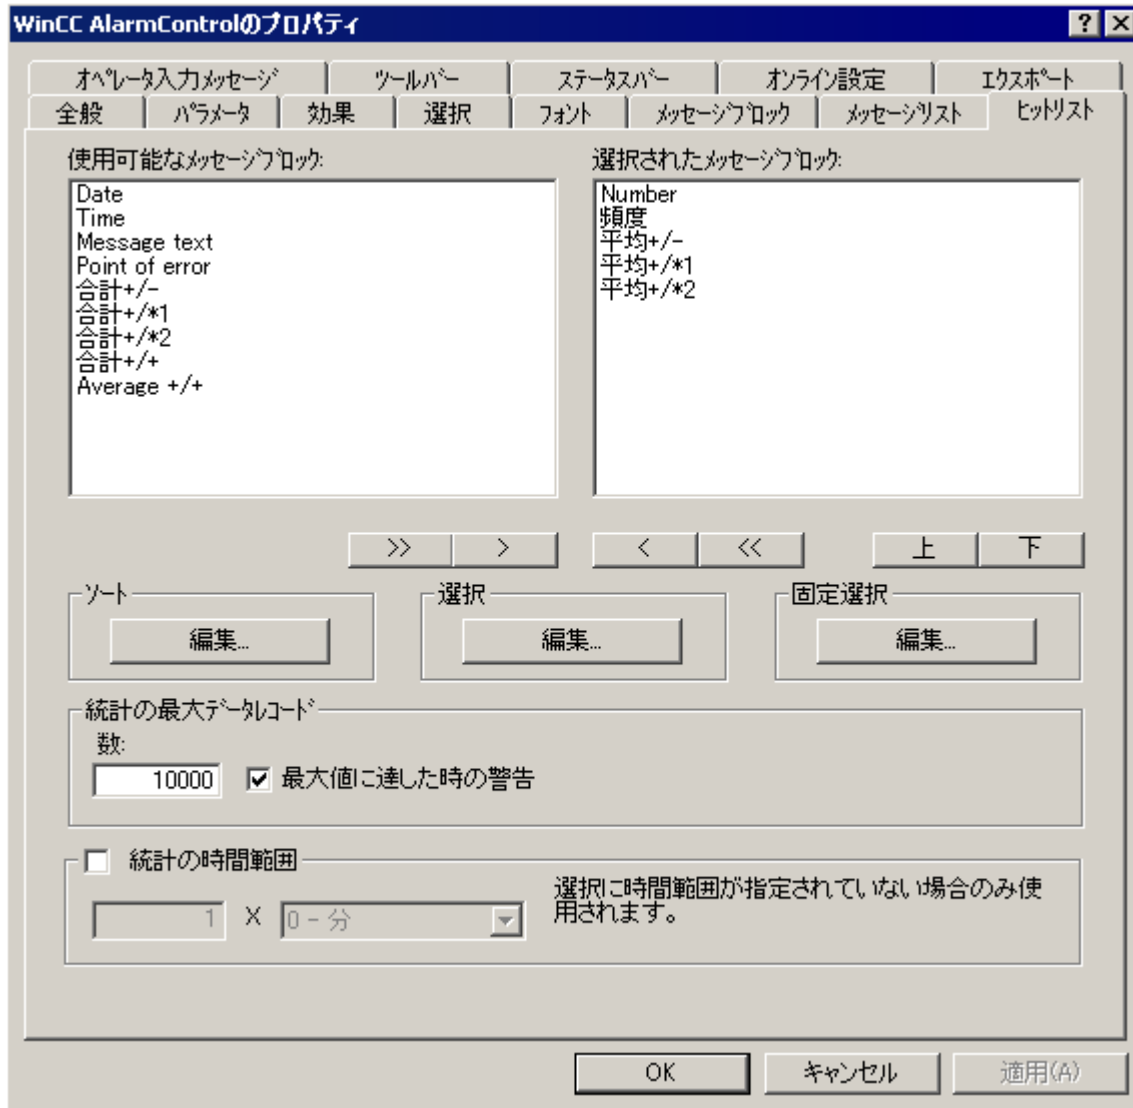 WinCC AlarmControlのプロパティ
オペレータ入力メッセージ ツールバー ステータスバー オンライン設定 エクスポート
全般 パラメータ 効果 選択 フォント メッセージブロック メッセージリスト ヒットリスト
使用可能なメッセージブロック: 選択されたメッセージブロック:
Date Number
Time 頻度
Message text 平均+/-
Point of error 平均+/*1
合計+/- 平均+/*2
合計+/*1
合計+/*2
合計+/+
Average +/+
>> > < << 上 下
ソート 選択 固定選択
編集... 編集... 編集...
統計の最大データレコード
数:
10000 最大値に達した時の警告
統計の時間範囲
1 X 0 - 分 選択に時間範囲が指定されていない場合のみ使
用されます。
OK キャンセル 適用(A)